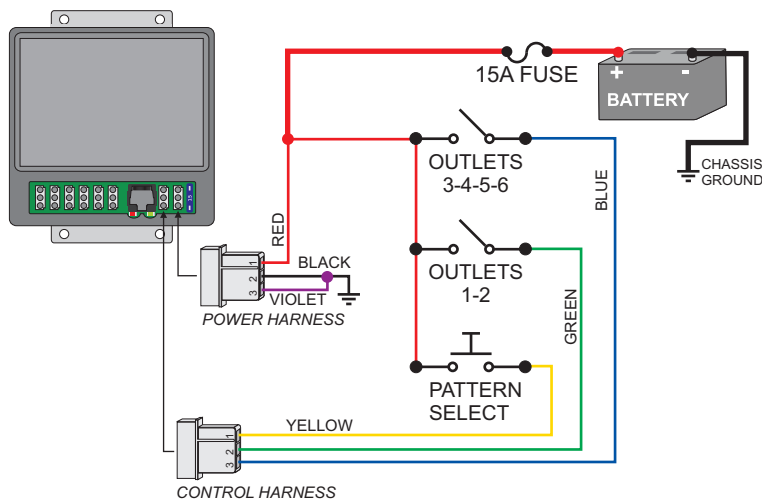 15A FUSE
+ -
BATTERY
CHASSIS
GROUND
OUTLETS
3-4-5-6
BLUE
RED
BLACK
OUTLETS
1-2
GREEN
VIOLET
1
2
3
POWER HARNESS
PATTERN
SELECT
YELLOW
1
2
3
CONTROL HARNESS